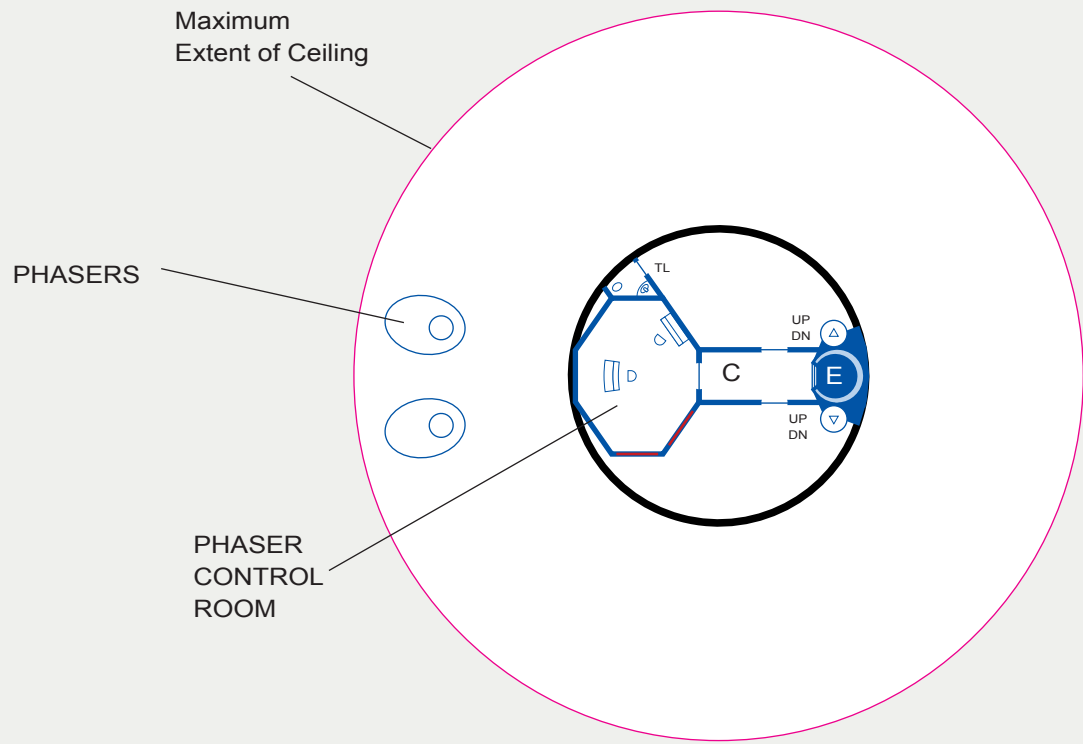 Maximum
Extent of Ceiling
PHASERS
TL
UP
DN
C
E
D
UP
DN
PHASER
CONTROL
ROOM